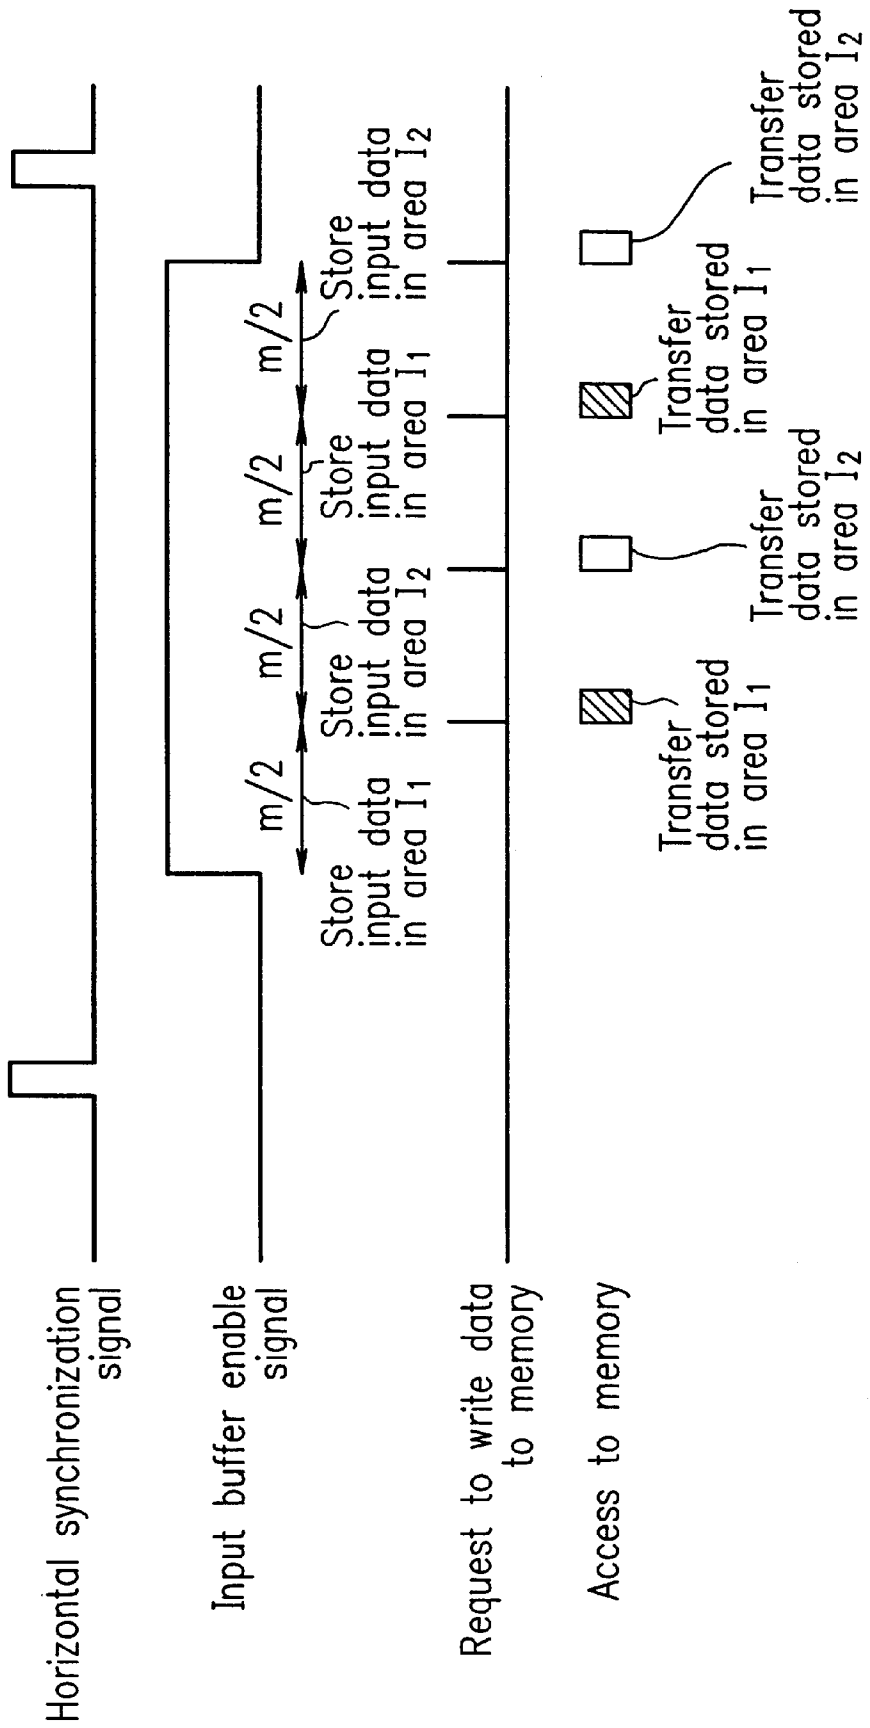 Horizontal synchronization
signal
Input buffer enable
signal
m/2
m/2
m/2
m/2
Store
input data
in area I1
Store
input data
in area I2
Store
input data
in area I1
Store
input data
in area I2
Request to write data
to memory
Access to memory
Transfer
data stored
in area I1
Transfer
data stored
in area I2
Transfer
data stored
in area I1
Transfer
data stored
in area I2